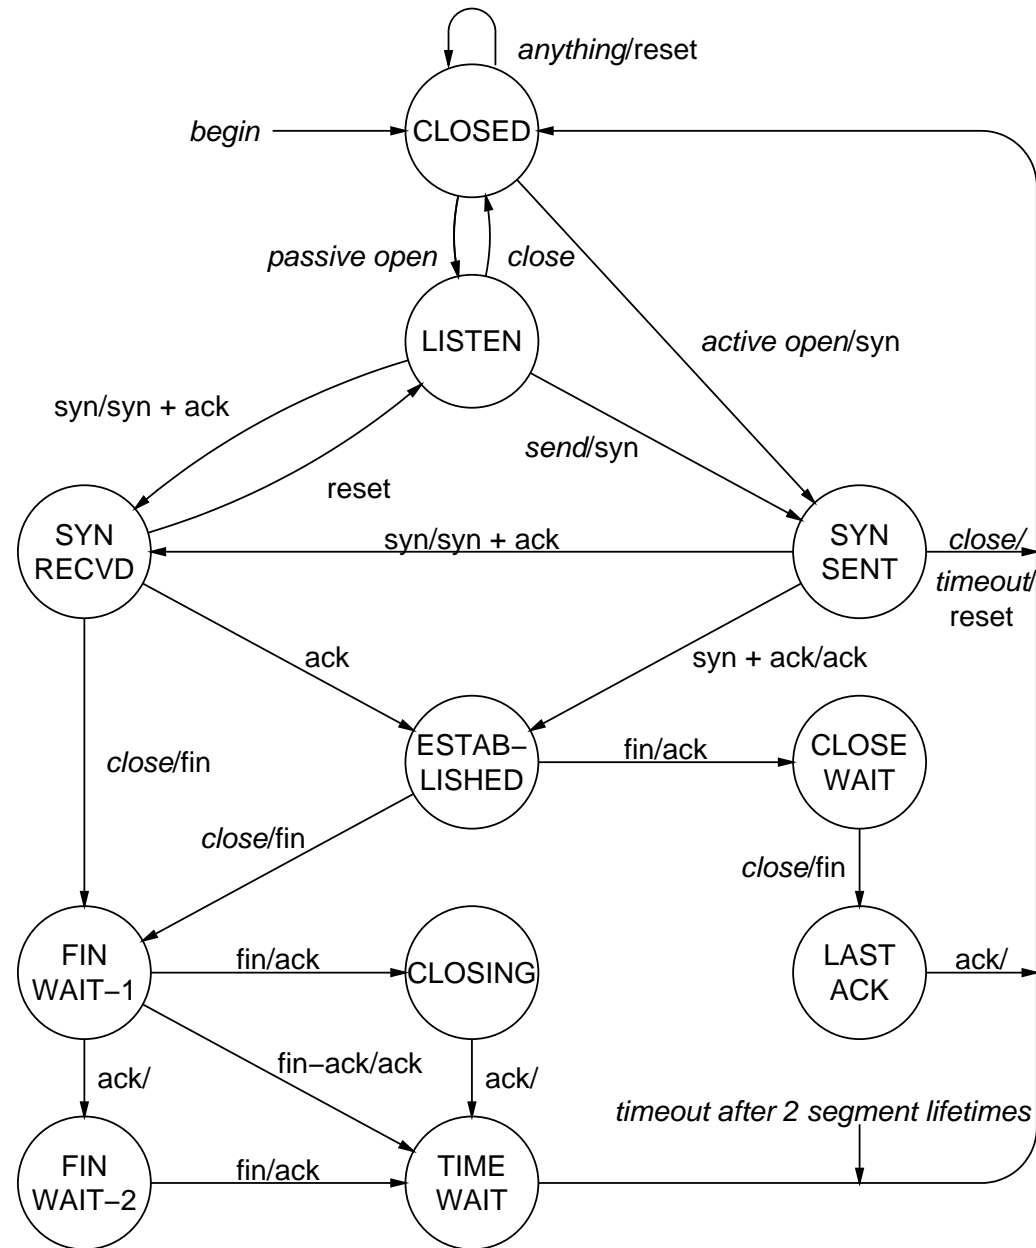 anything/reset
begin
CLOSED
passive open
close
LISTEN
active open/syn
syn/syn + ack
send/syn
reset
SYN
RECVD
syn/syn + ack
SYN
SENT
close/
timeout/
reset
ack
syn + ack/ack
close/fin
ESTAB−
LISHED
fin/ack
CLOSE
WAIT
close/fin
close/fin
FIN
WAIT−1
fin/ack
CLOSING
LAST
ACK
ack/
ack/
fin−ack/ack
ack/
timeout after 2 segment lifetimes
FIN
WAIT−2
fin/ack
TIME
WAIT